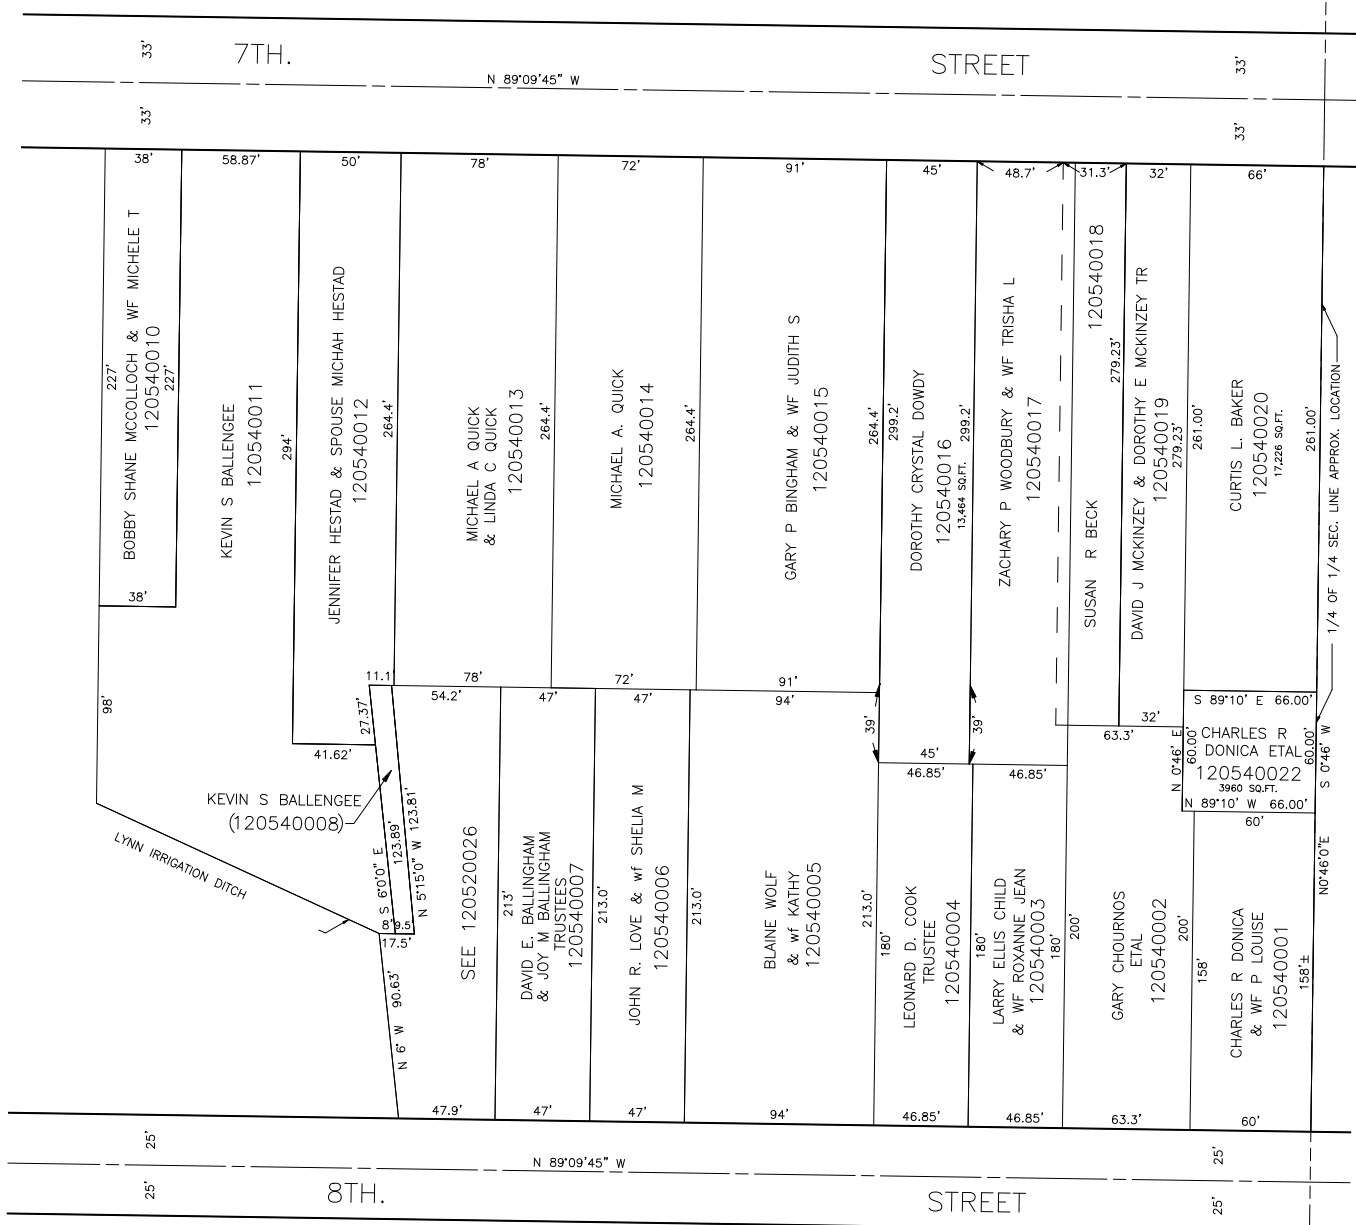 7TH.
STREET
33'
33'
33'
33'
N 89°09'45" W
38'
58.87'
50'
78'
72'
91'
45'
48.7'
31.3'
32'
66'
BOBBY SHANE MCCOLLOCH & WF MICHELE T
120540010
227'
227'
38'
98'
KEVIN S BALLENGEE
120540011
294'
JENNIFER HESTAD & SPOUSE MICHAH HESTAD
120540012
264.4'
MICHAEL A QUICK
& LINDA C QUICK
120540013
264.4'
MICHAEL A. QUICK
120540014
264.4'
GARY P BINGHAM & WF JUDITH S
120540015
264.4'
299.2'
DOROTHY CRYSTAL DOWDY
120540016
13,464 SQ.FT.
299.2'
ZACHARY P WOODBURY & WF TRISHA L
120540017
SUSAN R BECK
120540018
279.23'
DAVID J MCKINZEY & DOROTHY E MCKINZEY TR
120540019
279.23'
261.00'
CURTIS L. BAKER
120540020
17,226 SQ.FT.
261.00'
1/4 OF 1/4 SEC. LINE APPROX. LOCATION
11.1'
78'
72'
91'
54.2'
47'
47'
94'
27.37'
41.62'
39'
39'
45'
46.85'
46.85'
32'
63.3'
S 89°10' E 66.00'
N 0°46' E
60.00'
CHARLES R
DONICA ETAL
120540022
3960 SQ.FT.
60.00'
S 0°46' W
N 89°10' W 66.00'
60'
KEVIN S BALLENGEE
(120540008)
LYNN IRRIGATION DITCH
S 6°0'0" E
123.89'
N 5°15'0" W 123.81'
8'
9.5'
17.5'
N 6° W 90.63'
SEE 120520026
213'
DAVID E. BALLINGHAM
& JOY M BALLINGHAM
TRUSTEES
120540007
213.0'
JOHN R. LOVE & wf SHELIA M
120540006
213.0'
BLAINE WOLF
& wf KATHY
120540005
213.0'
180'
LEONARD D. COOK
TRUSTEE
120540004
180'
LARRY ELLIS CHILD
& WF ROXANNE JEAN
120540003
180'
200'
GARY CHOURNOS
ETAL
120540002
200'
158'
CHARLES R DONICA
& WF P LOUISE
120540001
158'±
N0°46'0"E
47.9'
47'
47'
94'
46.85'
46.85'
63.3'
60'
25'
25'
25'
25'
N 89°09'45" W
8TH.
STREET